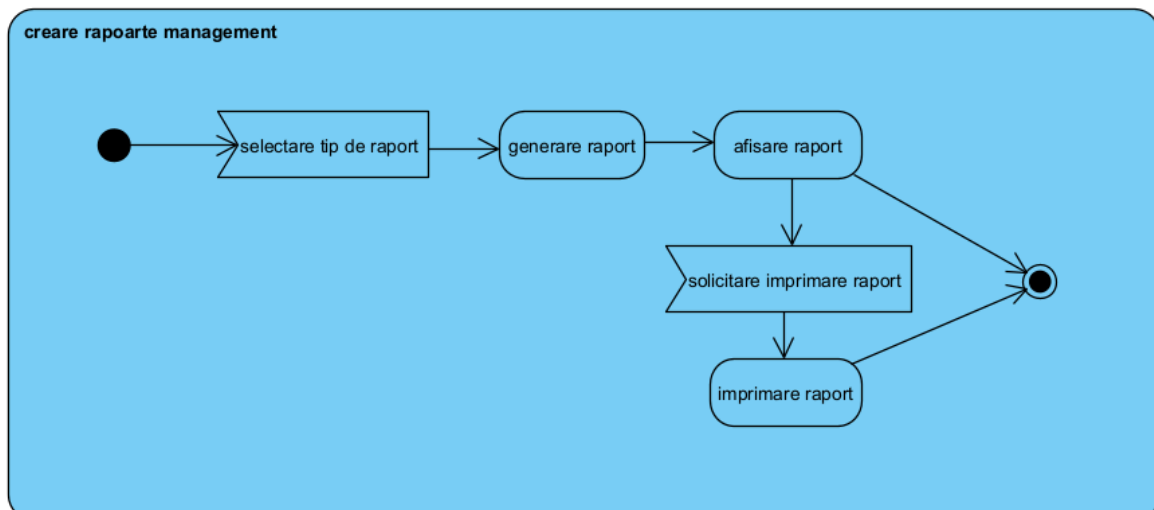 creare rapoarte management
selectare tip de raport
generare raport
afisare raport
solicitare imprimare raport
imprimare raport